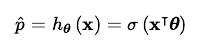 p̂ = h_θ (x) = σ (x⊺θ)